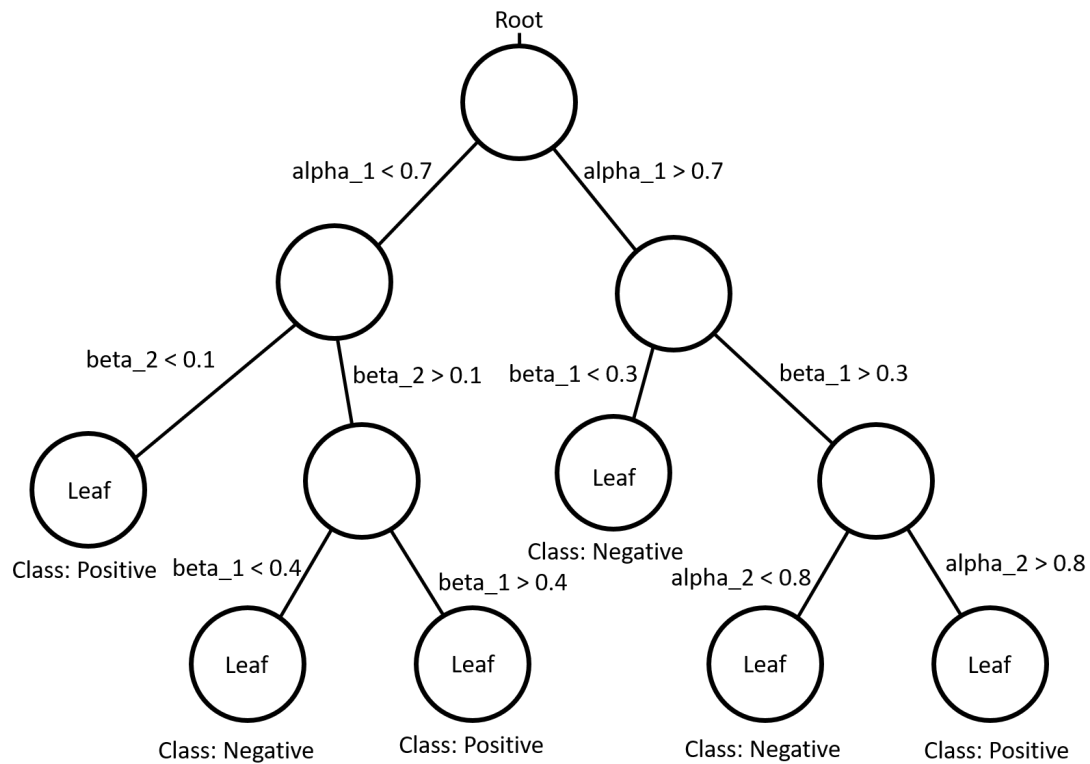 Root
alpha_1 < 0.7
alpha_1 > 0.7
beta_2 < 0.1
beta_2 > 0.1
beta_1 < 0.3
beta_1 > 0.3
Leaf
Class: Positive
Leaf
Class: Negative
beta_1 < 0.4
beta_1 > 0.4
alpha_2 < 0.8
alpha_2 > 0.8
Leaf
Class: Negative
Leaf
Class: Positive
Leaf
Class: Negative
Leaf
Class: Positive